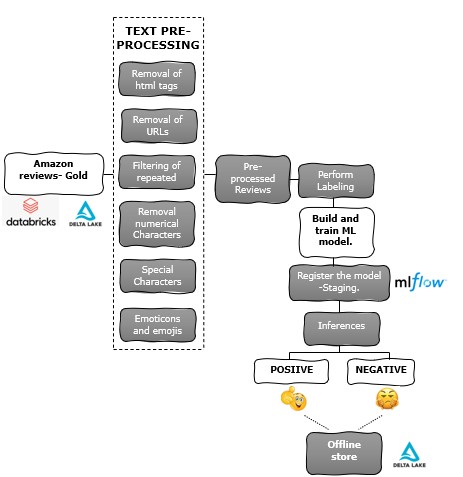 TEXT PRE-
PROCESSING
Removal of
html tags
Removal of
URLs
Filtering of
repeated
Removal
numerical
Characters
Special
Characters
Emoticons
and emojis
Amazon
reviews- Gold
databricks
DELTA LAKE
Pre-
processed
Reviews
Perform
Labeling
Build and
train ML
model.
Register the model
-Staging.
mlflow
Inferences
POSIIVE
NEGATIVE
Offline
store
DELTA LAKE